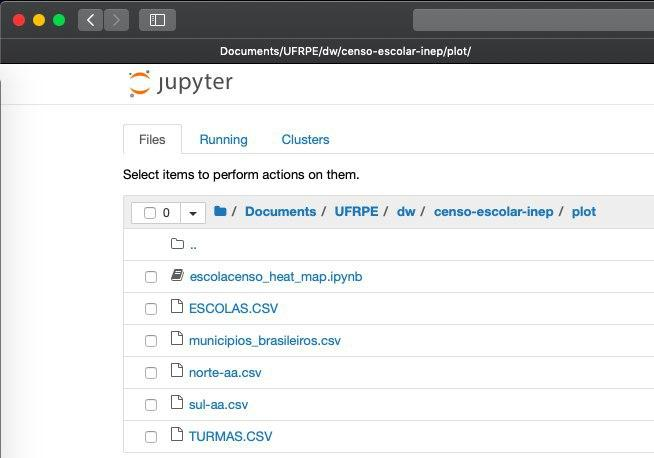 Documents/UFRPE/dw/censo-escolar-inep/plot/
jupyter
Files Running Clusters
Select items to perform actions on them.
0 / Documents / UFRPE / dw / censo-escolar-inep / plot
..
escolacenso_heat_map.ipynb
ESCOLAS.CSV
municipios_brasileiros.csv
norte-aa.csv
sul-aa.csv
TURMAS.CSV